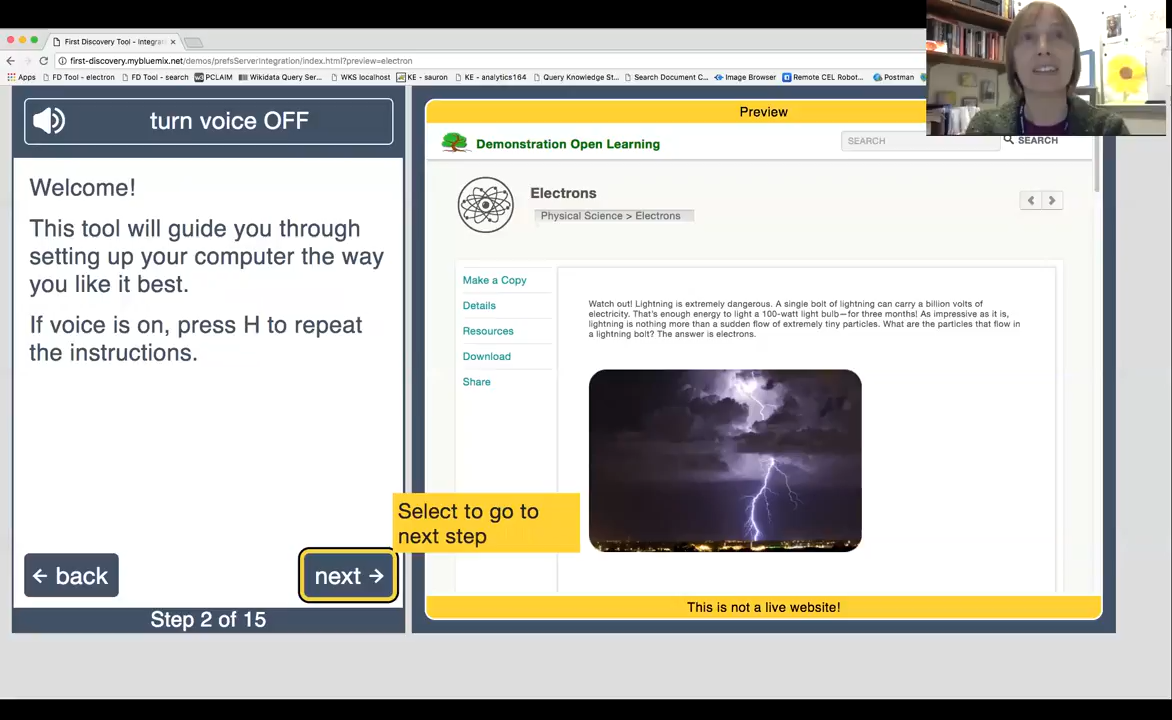 First Discovery Tool - Integra
first-discovery.mybluemix.net/demos/prefsServerIntegration/index.html?preview=electron
Apps FD Tool - electron FD Tool - search PCLAIM Wikidata Query Ser... WKS localhost KE - sauron KE - analytics164 Query Knowledge St... Search Document C... Image Browser Remote CEL Robot... Postman
turn voice OFF
Welcome!
This tool will guide you through
setting up your computer the way
you like it best.
If voice is on, press H to repeat
the instructions.
← back
next →
Select to go to
next step
Step 2 of 15
Preview
Demonstration Open Learning
SEARCH
SEARCH
Electrons
Physical Science > Electrons
Make a Copy
Details
Resources
Download
Share
Watch out! Lightning is extremely dangerous. A single bolt of lightning can carry a billion volts of
electricity. That's enough energy to light a 100-watt light bulb—for three months! As impressive as it is,
lightning is nothing more than a sudden flow of extremely tiny particles. What are the particles that flow in
a lightning bolt? The answer is electrons.
This is not a live website!